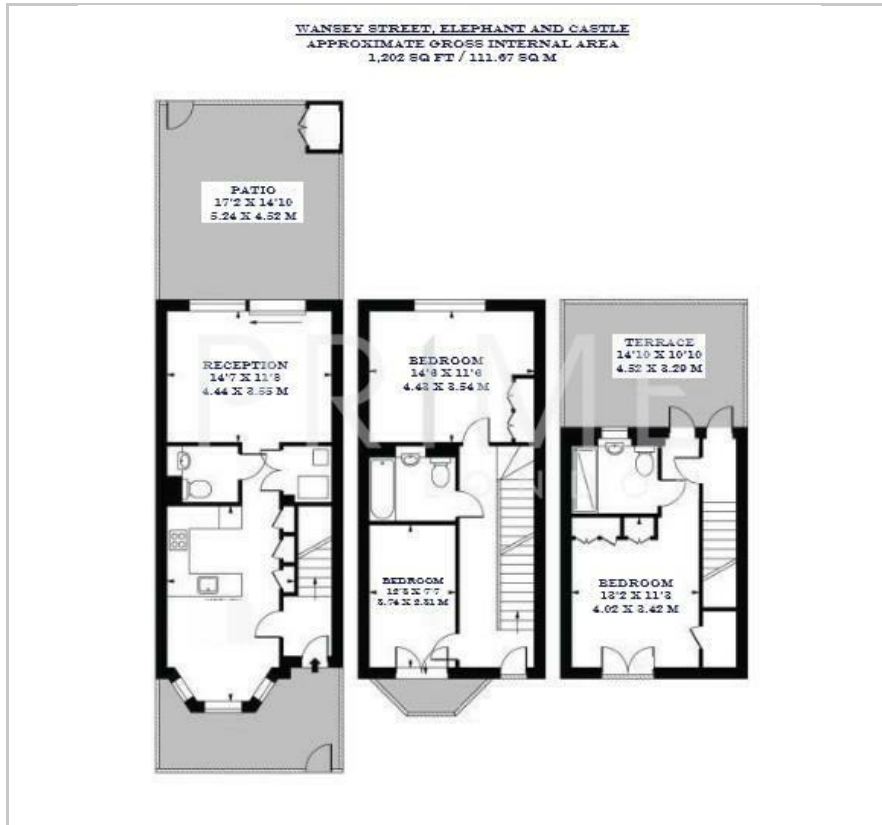 WANSEY STREET, ELEPHANT AND CASTLE
APPROXIMATE GROSS INTERNAL AREA
1,202 SQ FT / 111.67 SQ M
PATIO
17'2 X 14'10
5.24 X 4.52 M
RECEPTION
14'7 X 11'8
4.44 X 3.55 M
BEDROOM
14'6 X 11'6
4.43 X 3.54 M
TERRACE
14'10 X 10'10
4.52 X 3.29 M
PRIME
LONDO
BEDROOM
12'3 X 7'7
3.74 X 2.31 M
BEDROOM
13'2 X 11'3
4.02 X 3.42 M